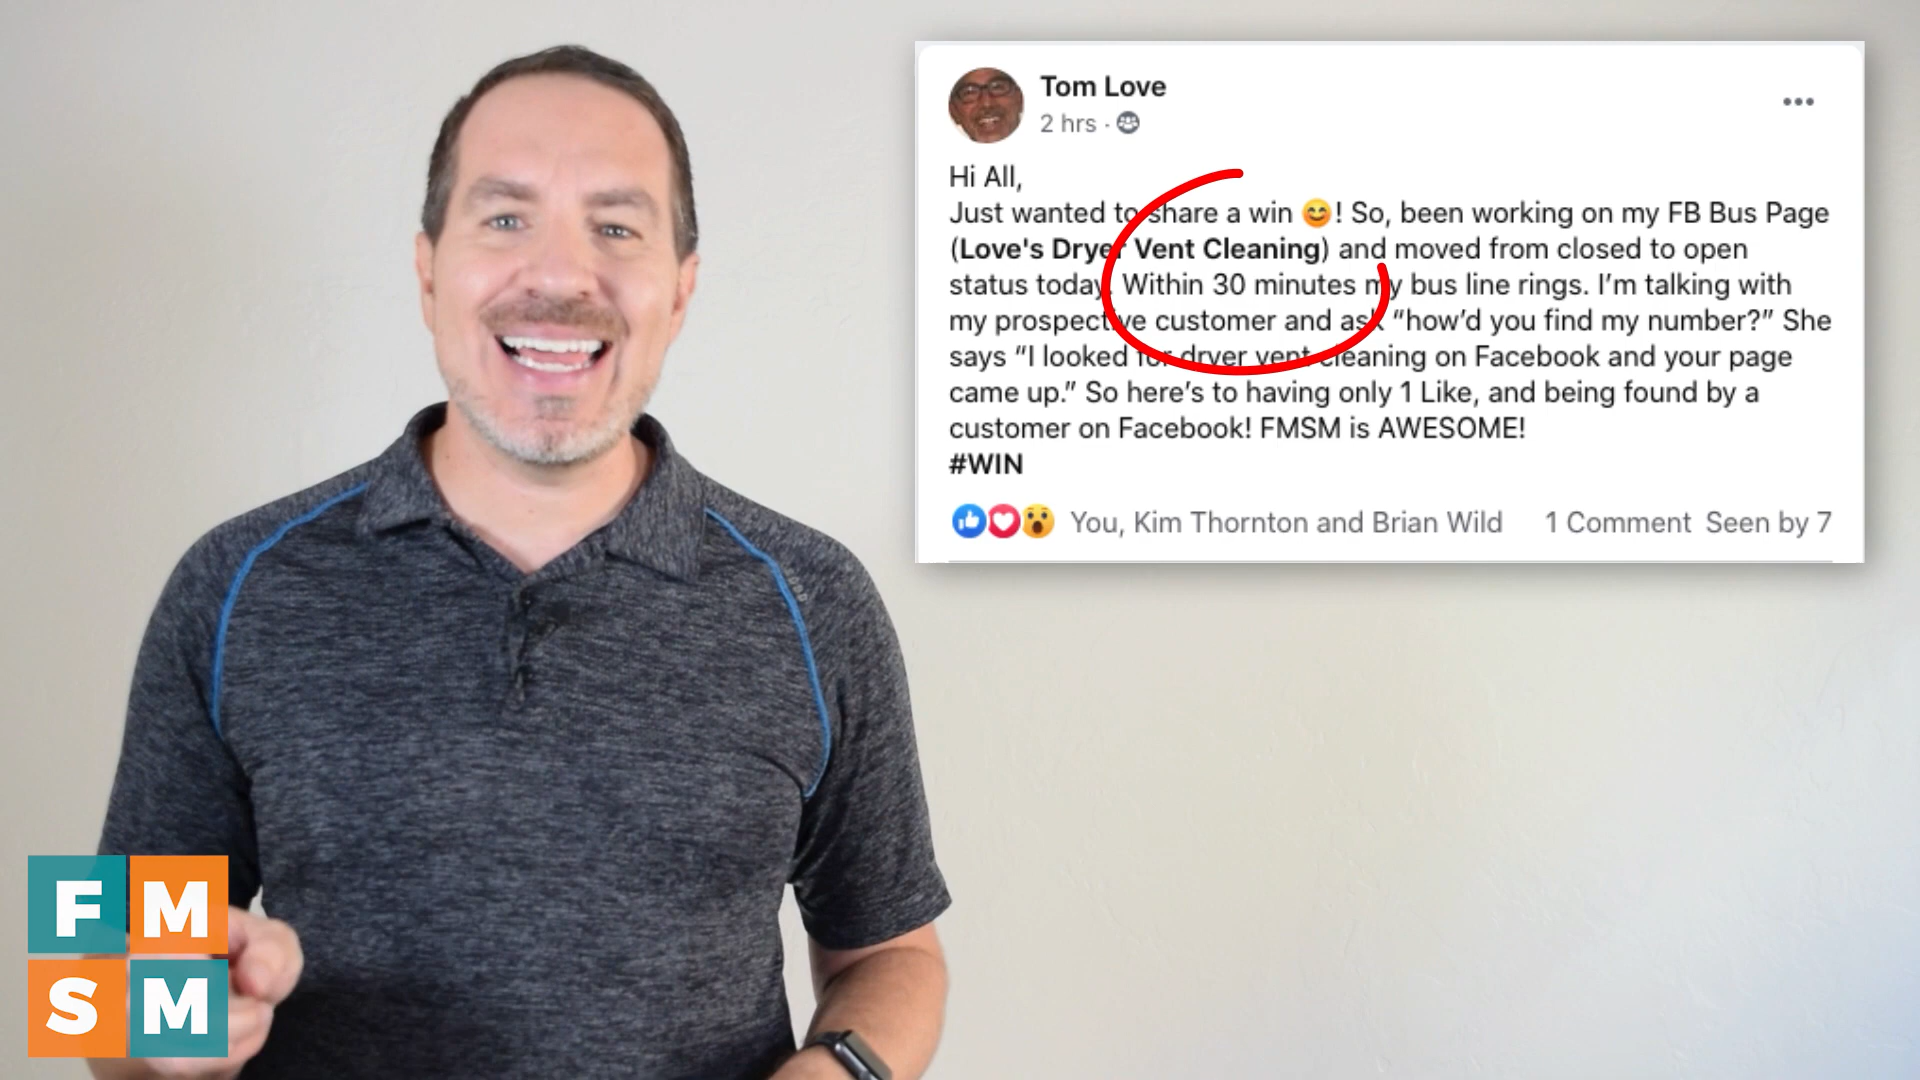 Tom Love
2 hrs ·
Hi All,
Just wanted to share a win 😊! So, been working on my FB Bus Page
(Love's Dryer Vent Cleaning) and moved from closed to open
status today. Within 30 minutes my bus line rings. I'm talking with
my prospective customer and ask “how'd you find my number?” She
says “I looked for dryer vent cleaning on Facebook and your page
came up.” So here's to having only 1 Like, and being found by a
customer on Facebook! FMSM is AWESOME!
#WIN
You, Kim Thornton and Brian Wild 1 Comment Seen by 7
FM
SM